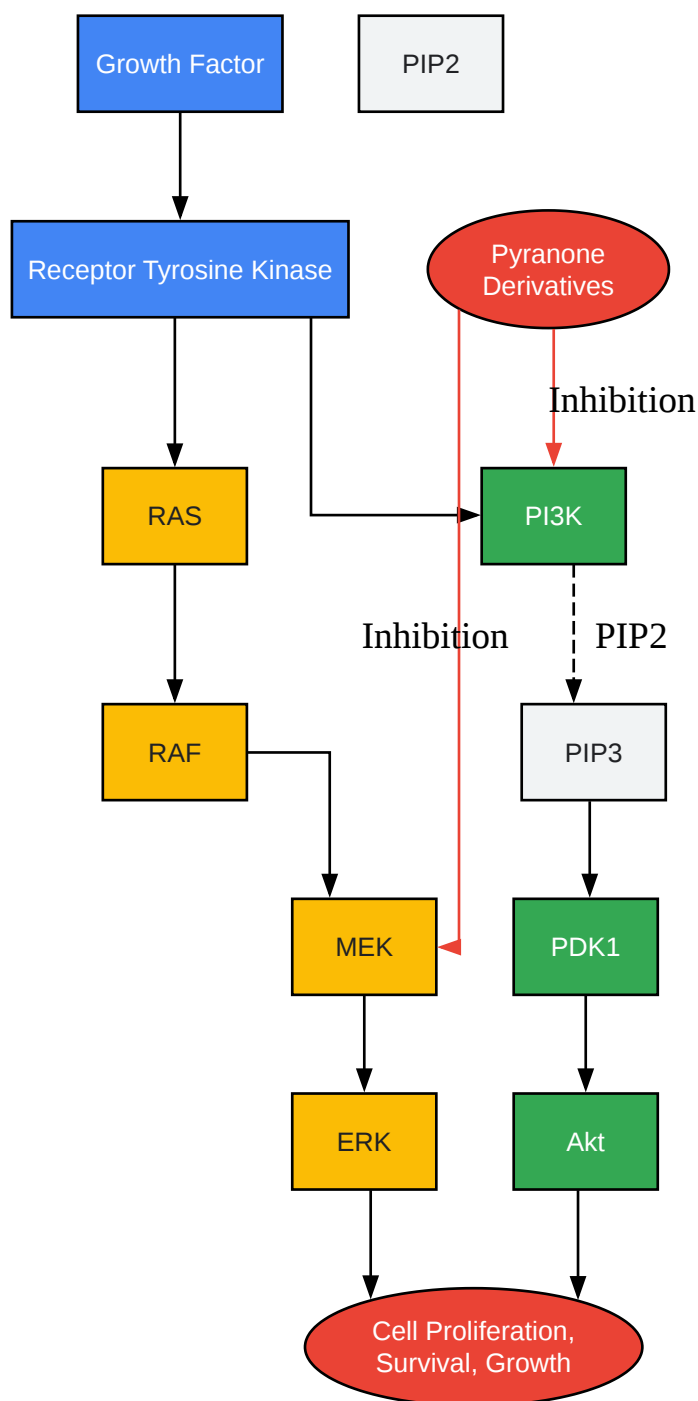 Growth Factor
PIP2
Receptor Tyrosine Kinase
Pyranone
Derivatives
Inhibition
RAS
PI3K
Inhibition
PIP2
RAF
PIP3
MEK
PDK1
ERK
Akt
Cell Proliferation,
Survival, Growth